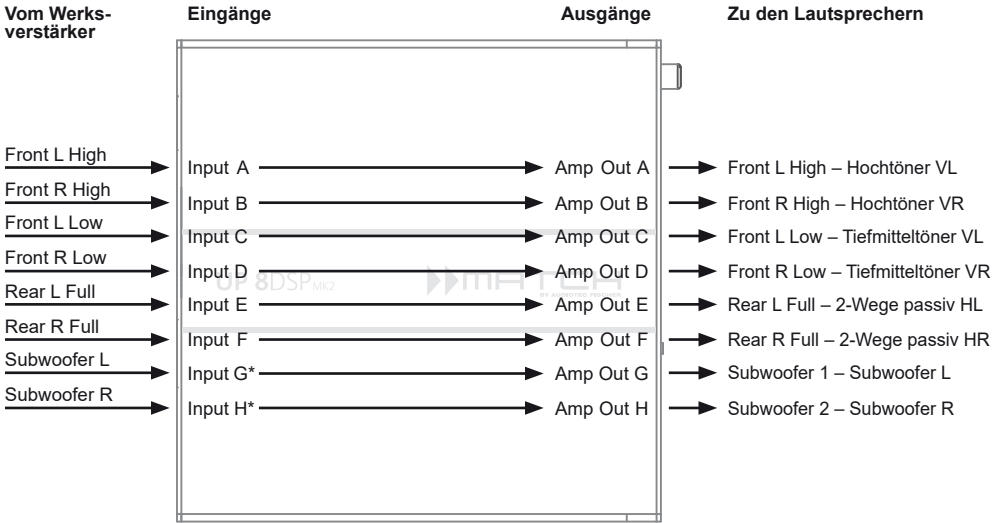 Vom Werks-
verstärker
Eingänge
Ausgänge
Zu den Lautsprechern
Front L High
Input A
Amp Out A
Front L High – Hochtöner VL
Front R High
Input B
Amp Out B
Front R High – Hochtöner VR
Front L Low
Input C
Amp Out C
Front L Low – Tiefmitteltöner VL
Front R Low
Input D
Amp Out D
Front R Low – Tiefmitteltöner VR
UP 8DSP MK2
MATCH
Rear L Full
Input E
Amp Out E
Rear L Full – 2-Wege passiv HL
Rear R Full
Input F
Amp Out F
Rear R Full – 2-Wege passiv HR
Subwoofer L
Input G*
Amp Out G
Subwoofer 1 – Subwoofer L
Subwoofer R
Input H*
Amp Out H
Subwoofer 2 – Subwoofer R